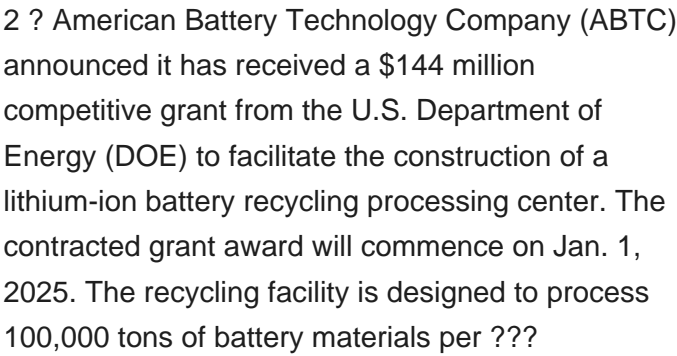 2 ? American Battery Technology Company (ABTC)
announced it has received a $144 million
competitive grant from the U.S. Department of
Energy (DOE) to facilitate the construction of a
lithium-ion battery recycling processing center. The
contracted grant award will commence on Jan. 1,
2025. The recycling facility is designed to process
100,000 tons of battery materials per ???